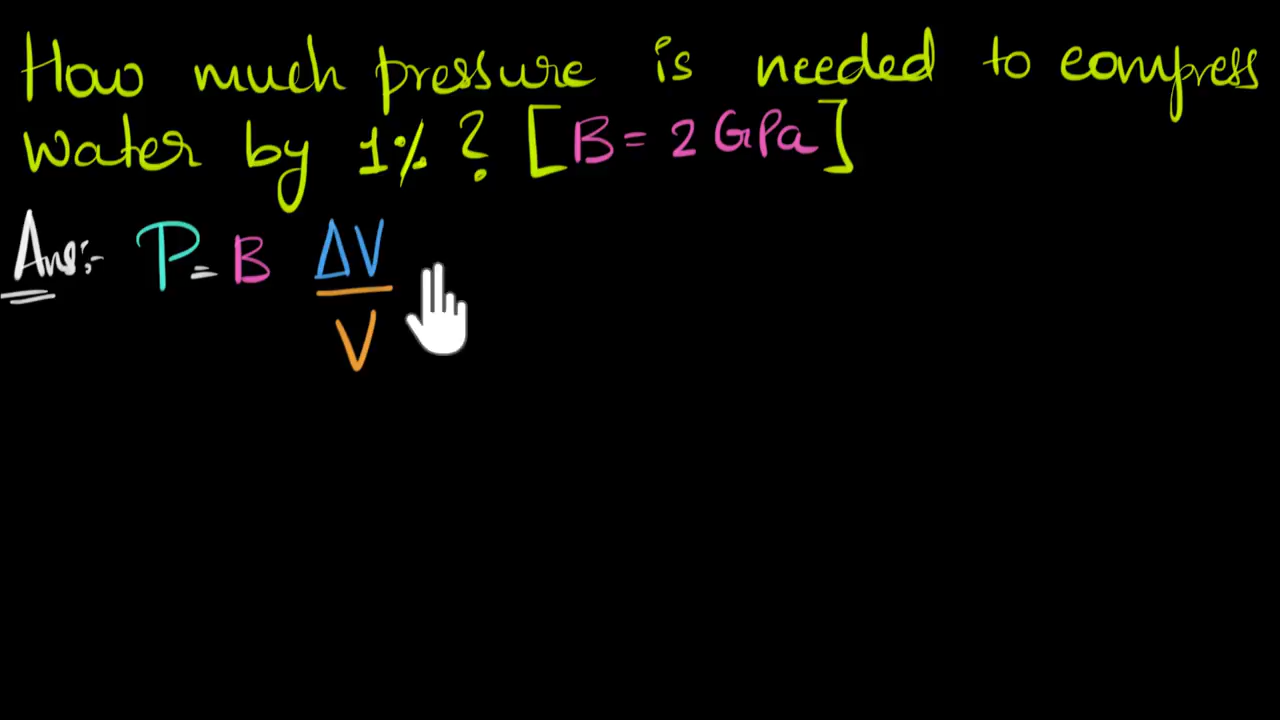 How much pressure is needed to compress
water by 1% ? [B = 2 GPa]
Ans:- P = B ΔV
V